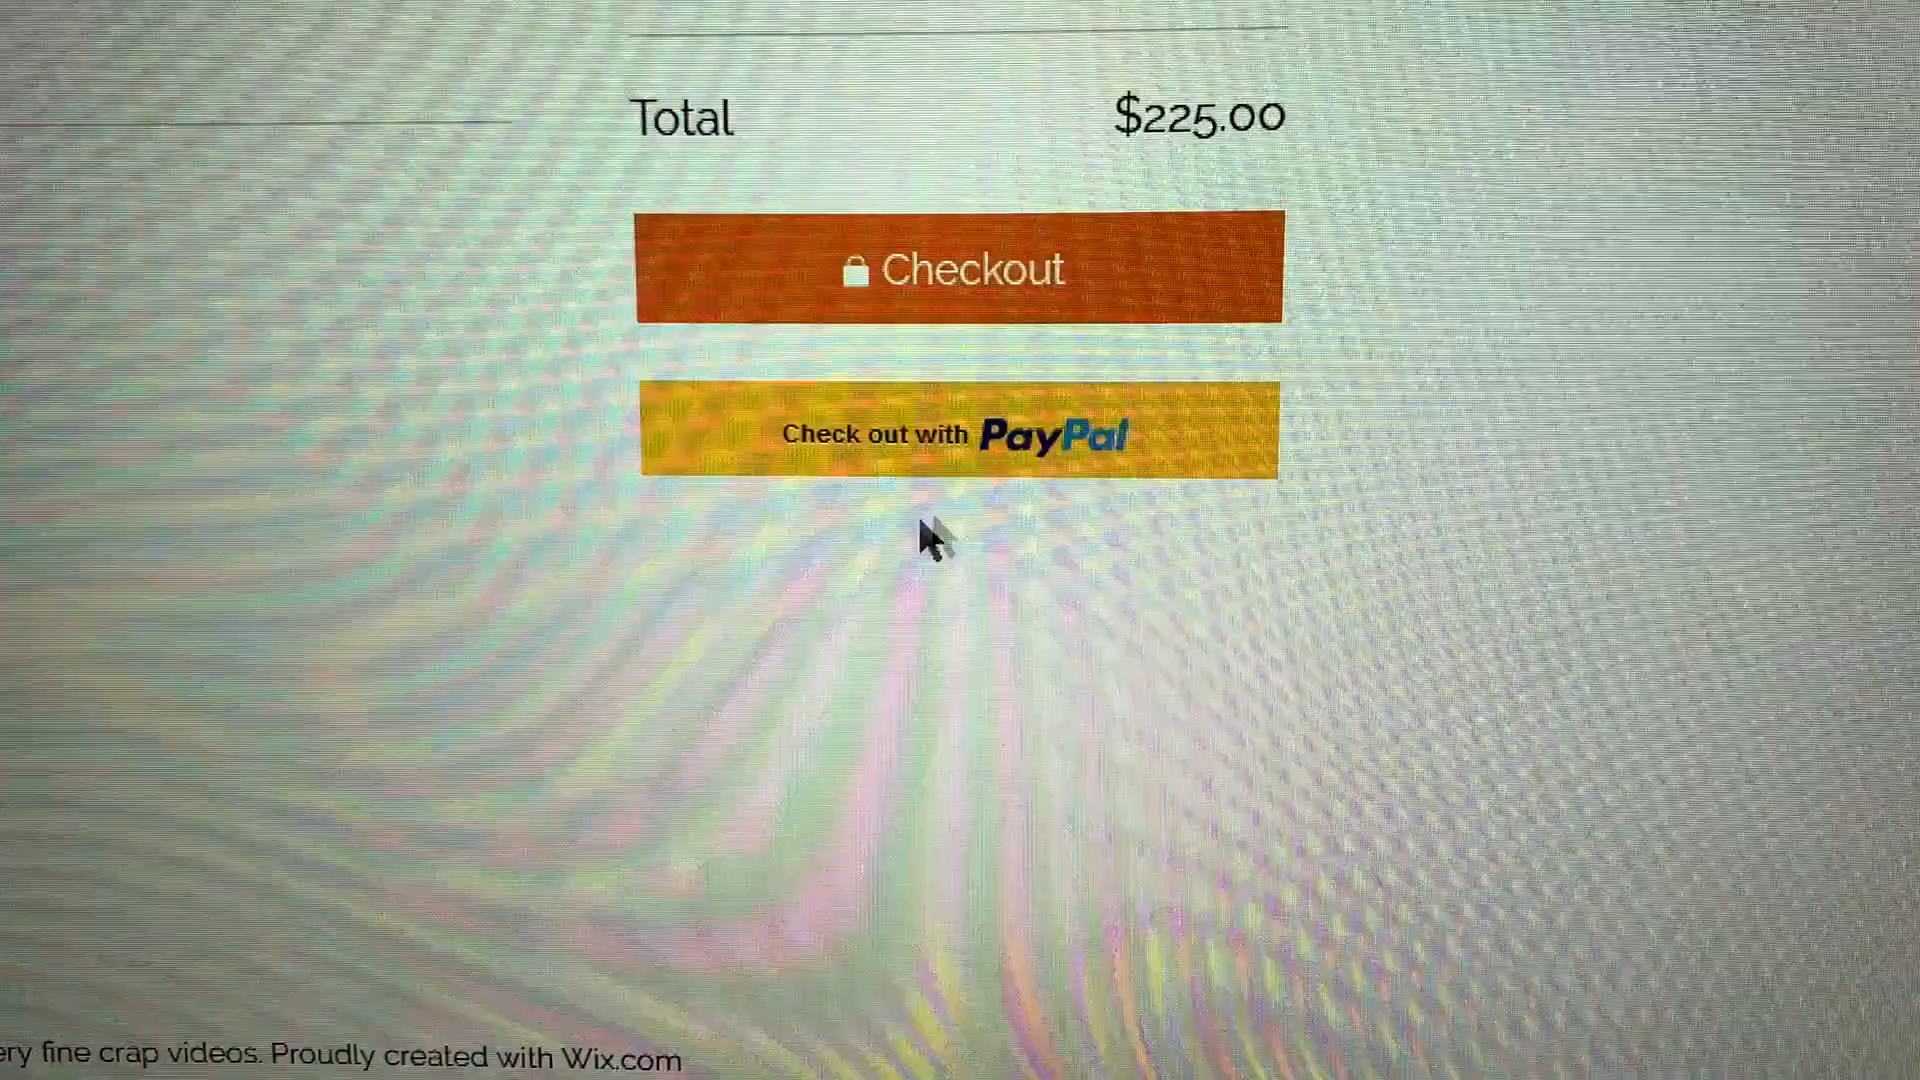 Total $225.00
Checkout
Check out with PayPal
ery fine crap videos. Proudly created with Wix.com